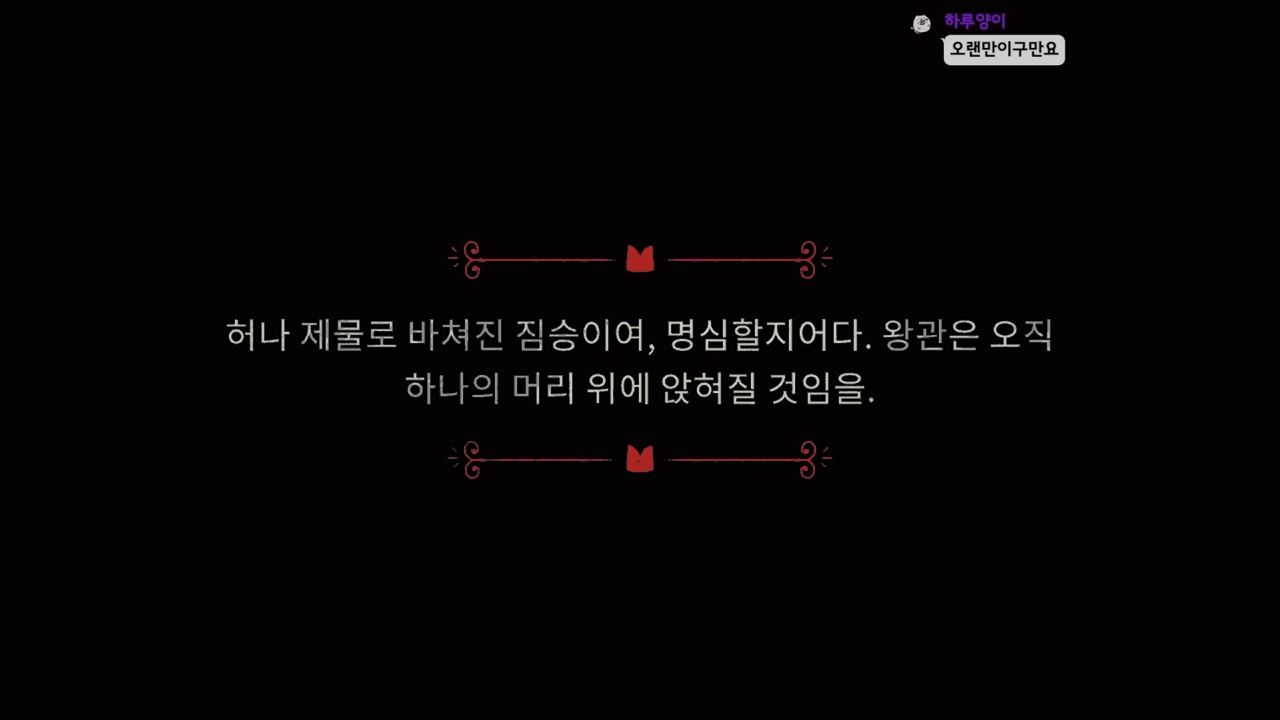 하루양이
오랜만이구만요
허나 제물로 바쳐진 짐승이여, 명심할지어다. 왕관은 오직
하나의 머리 위에 앉혀질 것임을.